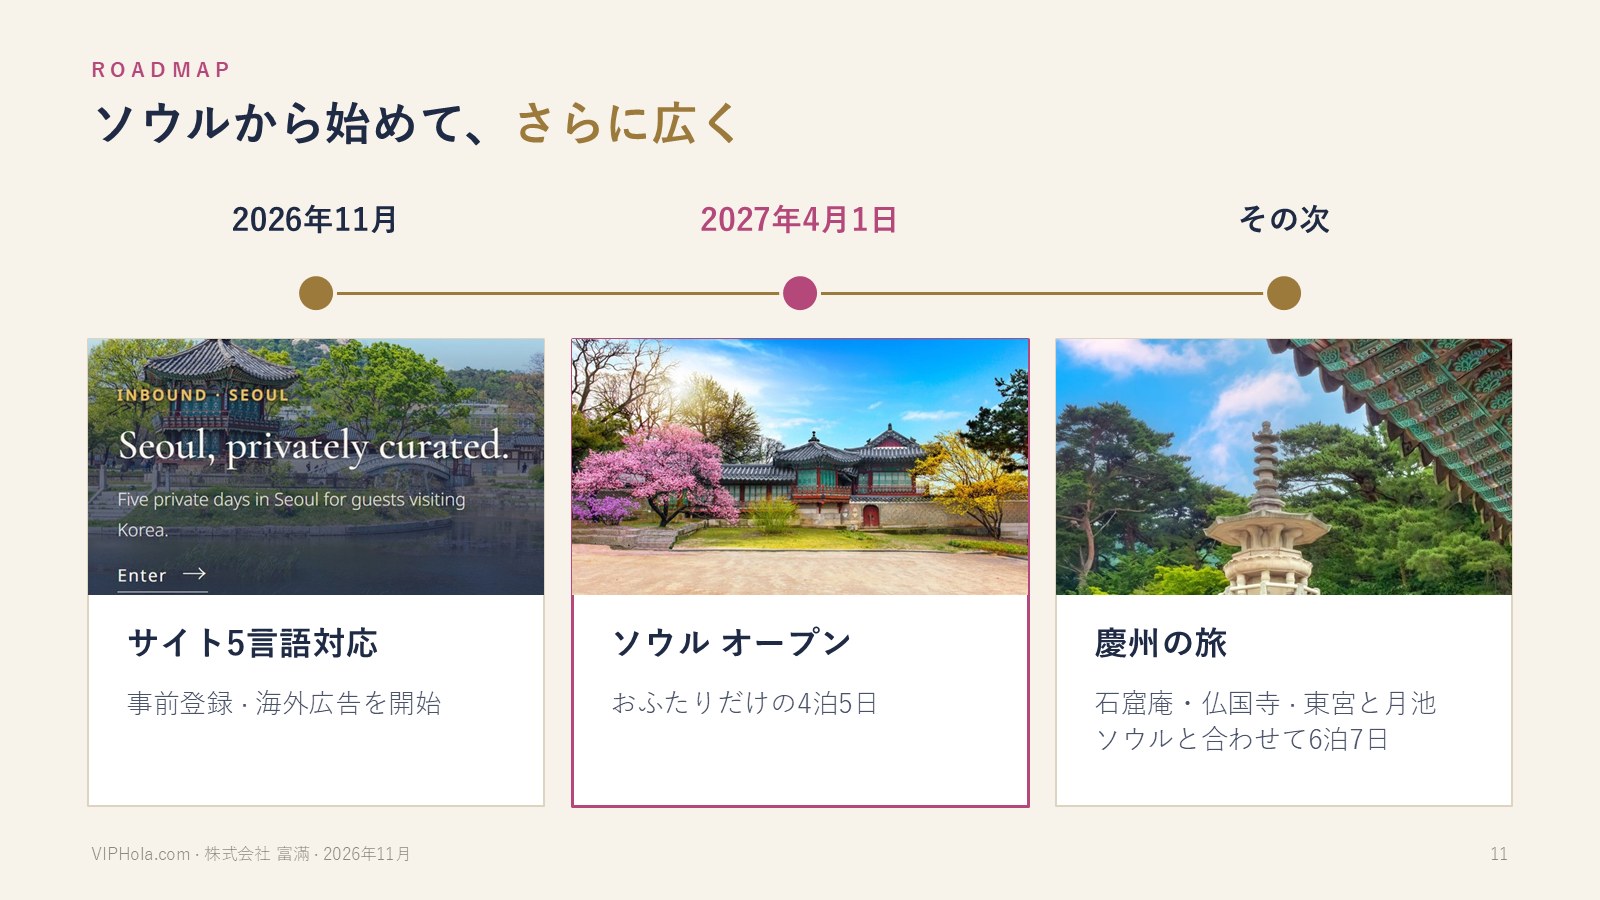 ROADMAP
ソウルから始めて、さらに広く
2026年11月
2027年4月1日
その次
INBOUND · SEOUL
Seoul, privately curated.
Five private days in Seoul for guests visiting
Korea.
Enter →
サイト5言語対応
事前登録 · 海外広告を開始
ソウル オープン
おふたりだけの4泊5日
慶州の旅
石窟庵・仏国寺 · 東宮と月池
ソウルと合わせて6泊7日
VIPHola.com · 株式会社 富滿 · 2026年11月
11